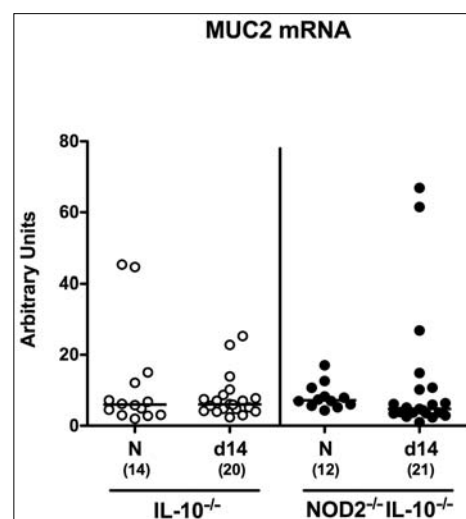 MUC2 mRNA
Arbitrary Units
80
60
40
20
0
N d14 N d14
(14) (20) (12) (21)
IL-10⁻/⁻ NOD2⁻/⁻ IL-10⁻/⁻